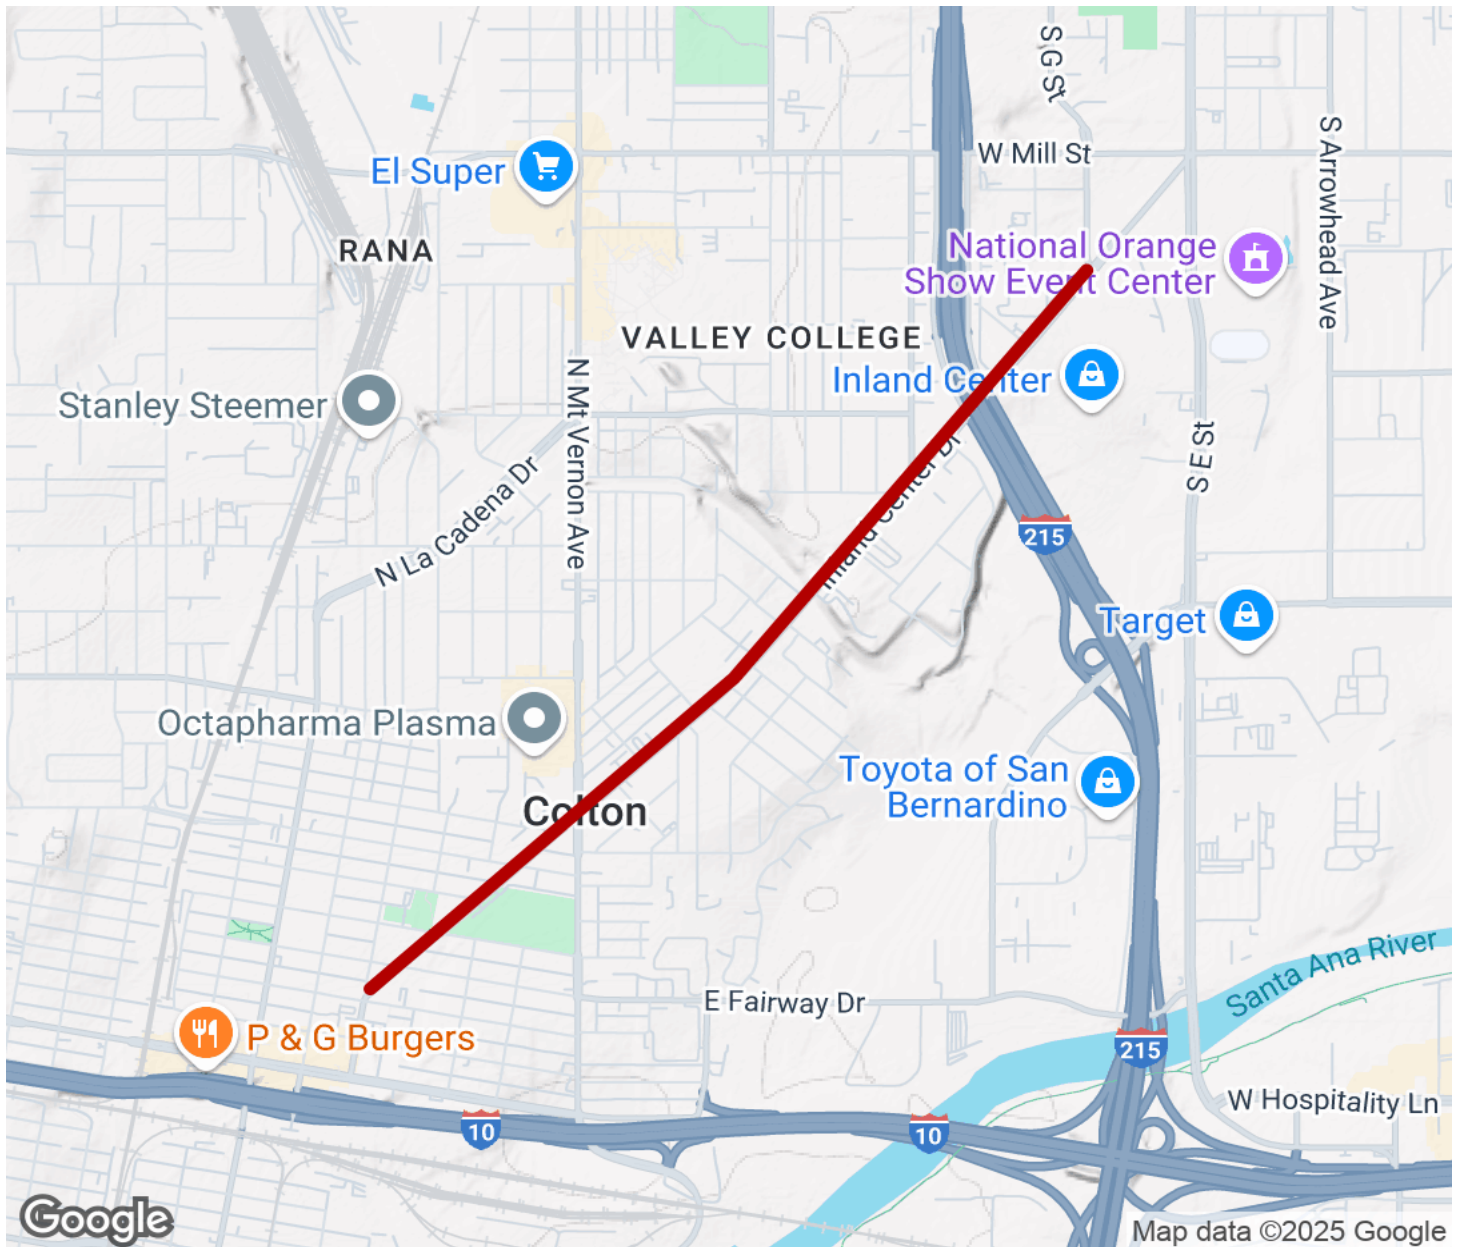 S G St
W Mill St
S Arrowhead Ave
El Super
RANA
National Orange
Show Event Center
VALLEY COLLEGE
Inland Center
Stanley Steemer
N Mt Vernon Ave
N La Cadena Dr
Inland Center Dr
S E St
215
Target
Octapharma Plasma
Toyota of San
Bernardino
Colton
Santa Ana River
E Fairway Dr
P & G Burgers
215
W Hospitality Ln
10
10
Google
Map data ©2025 Google